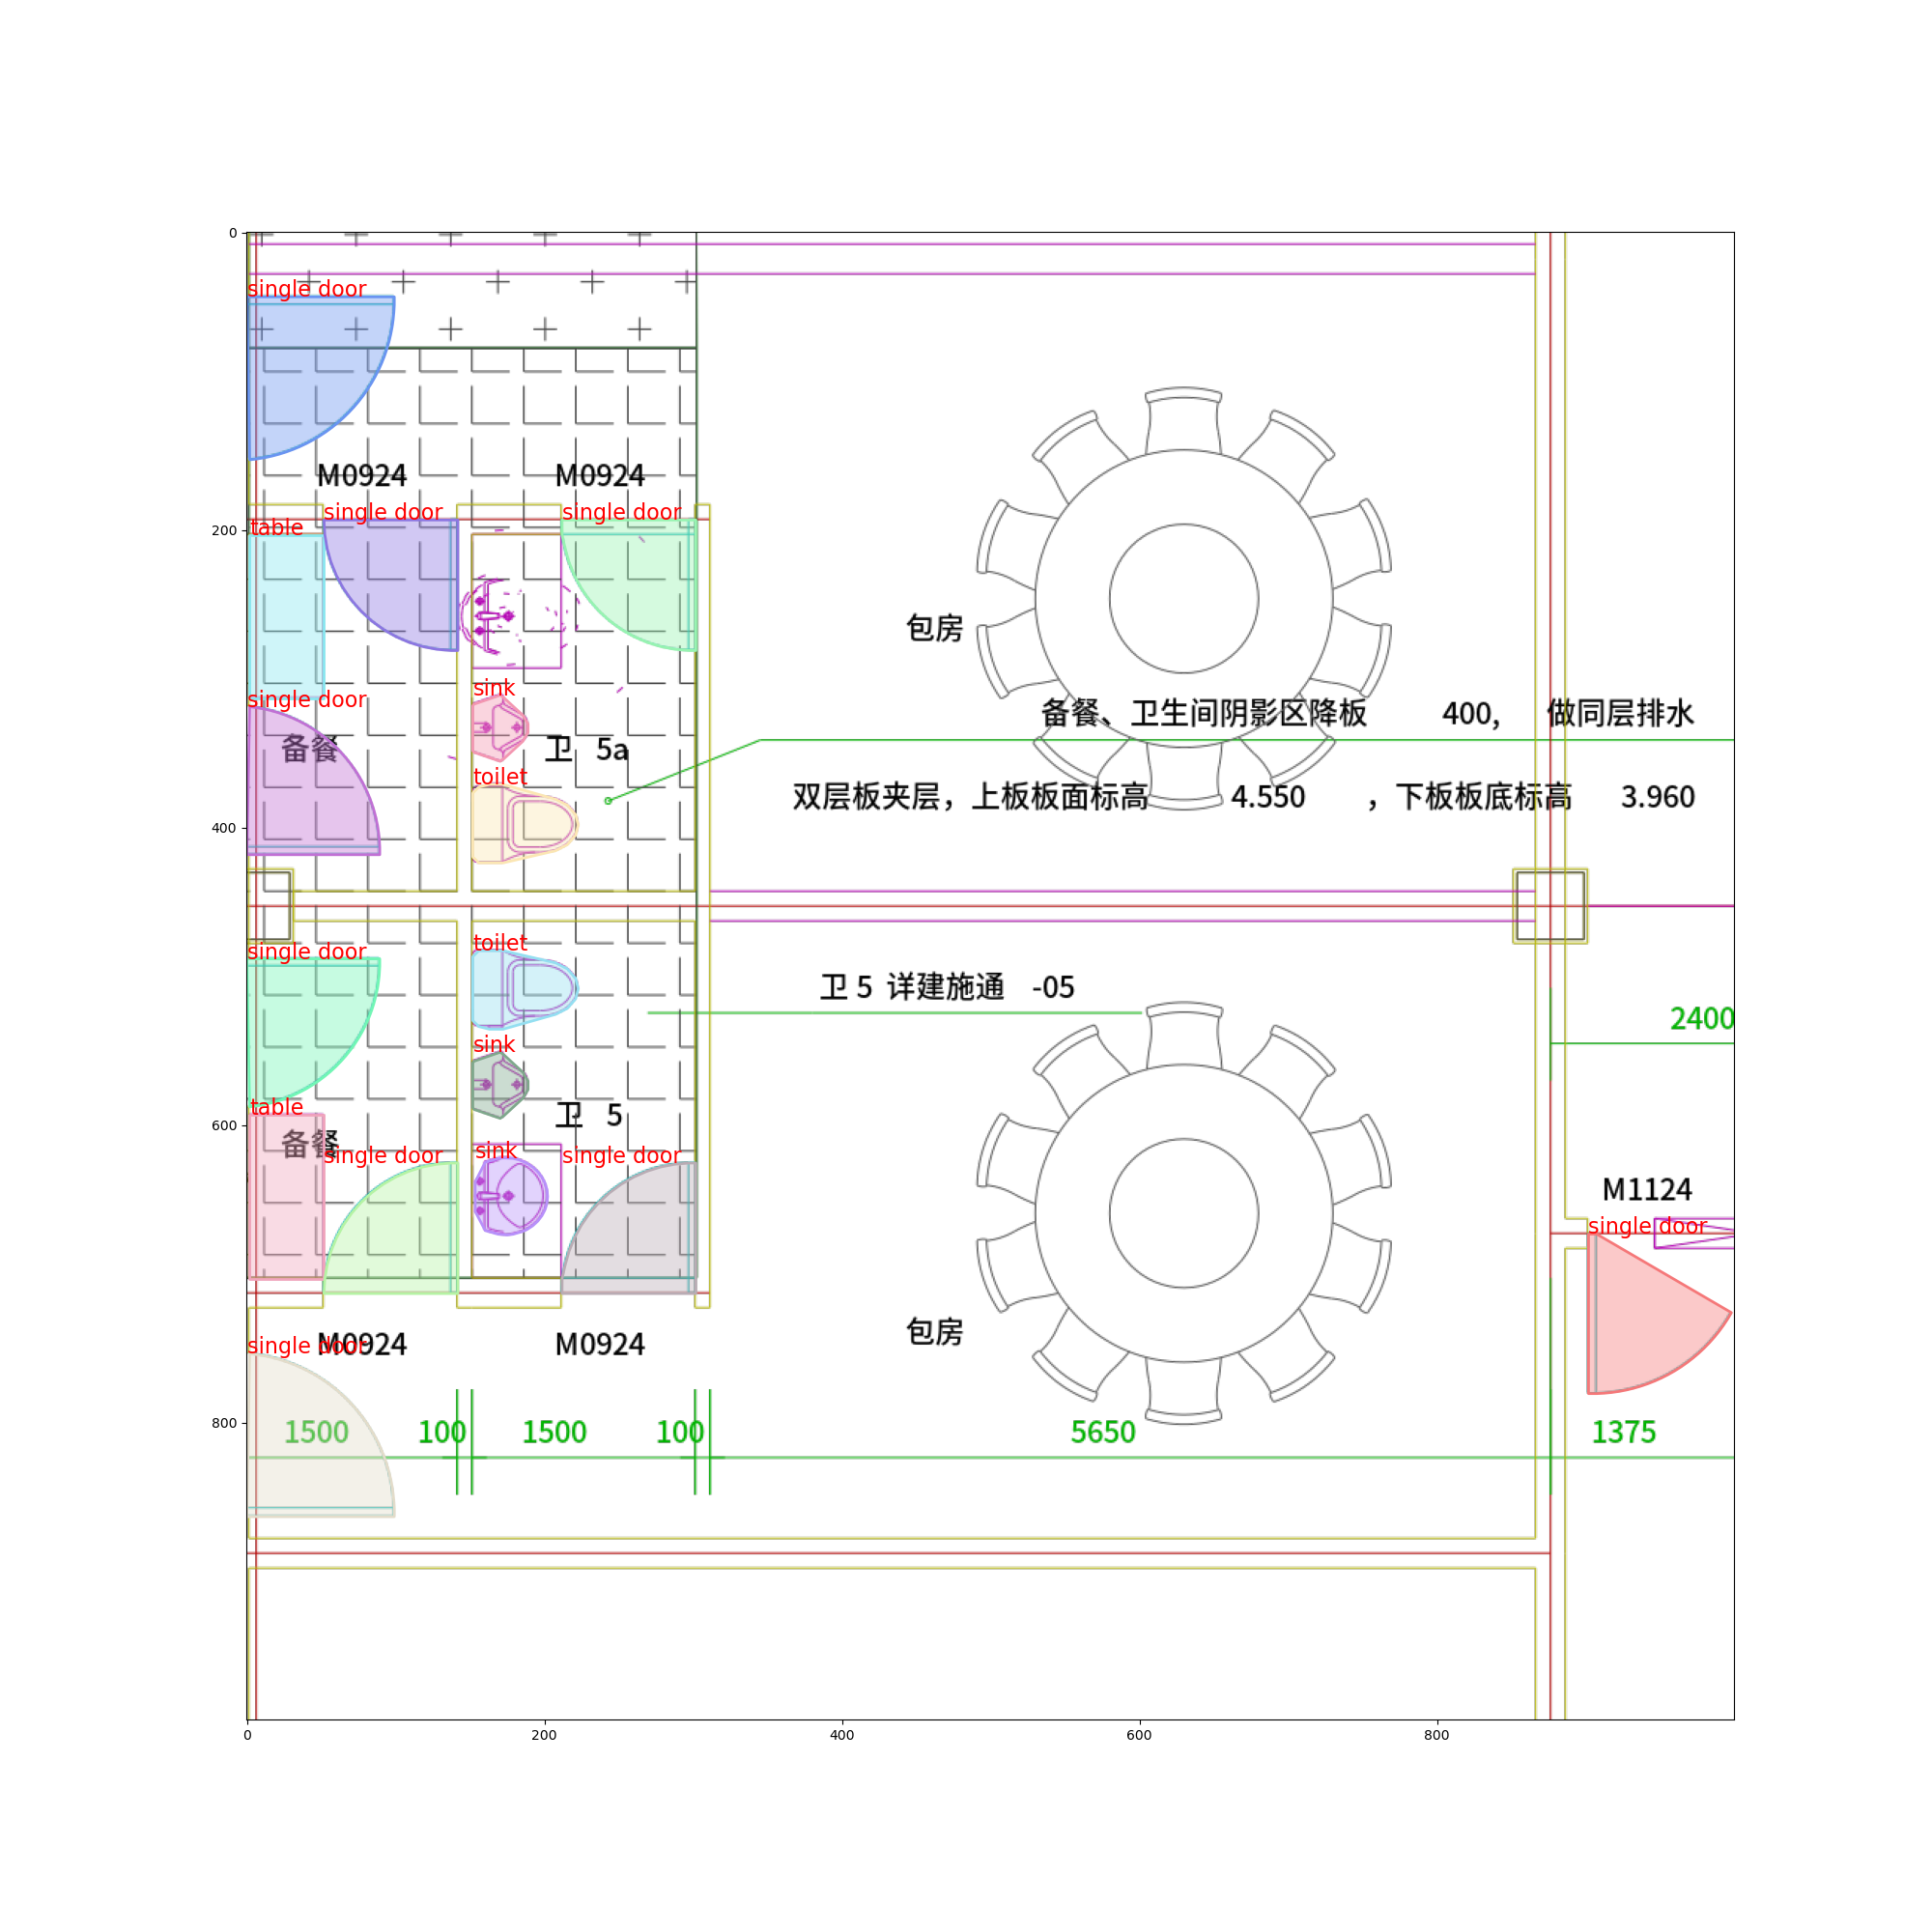 0
single door
M0924 M0924
single door single door
table
200
包房
sink
single door
备餐、卫生间阴影区降板 400, 做同层排水
备餐 卫 5a
toilet
双层板夹层，上板板面标高 4.550 ，下板板底标高 3.960
400
toilet
single door
卫 5 详建施通 -05
2400
sink
table
卫 5
600
备餐
sink
single door single door
M1124
single door
包房
single door
M0924 M0924
800
1500 100 1500 100 5650 1375
0 200 400 600 800